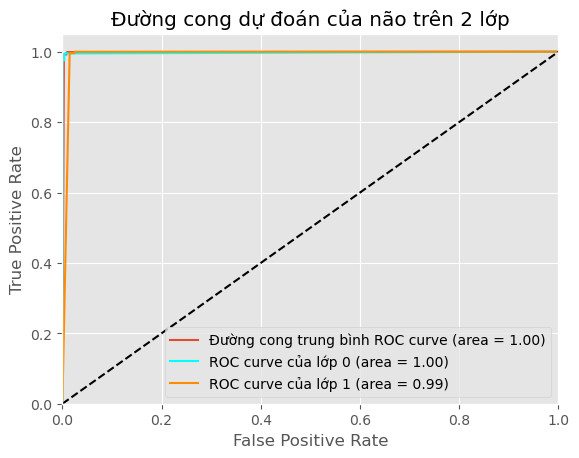 Đường cong dự đoán của não trên 2 lớp
1.0
0.8
0.6
0.4
0.2
0.0
True Positive Rate
Đường cong trung bình ROC curve (area = 1.00)
ROC curve của lớp 0 (area = 1.00)
ROC curve của lớp 1 (area = 0.99)
0.0 0.2 0.4 0.6 0.8 1.0
False Positive Rate